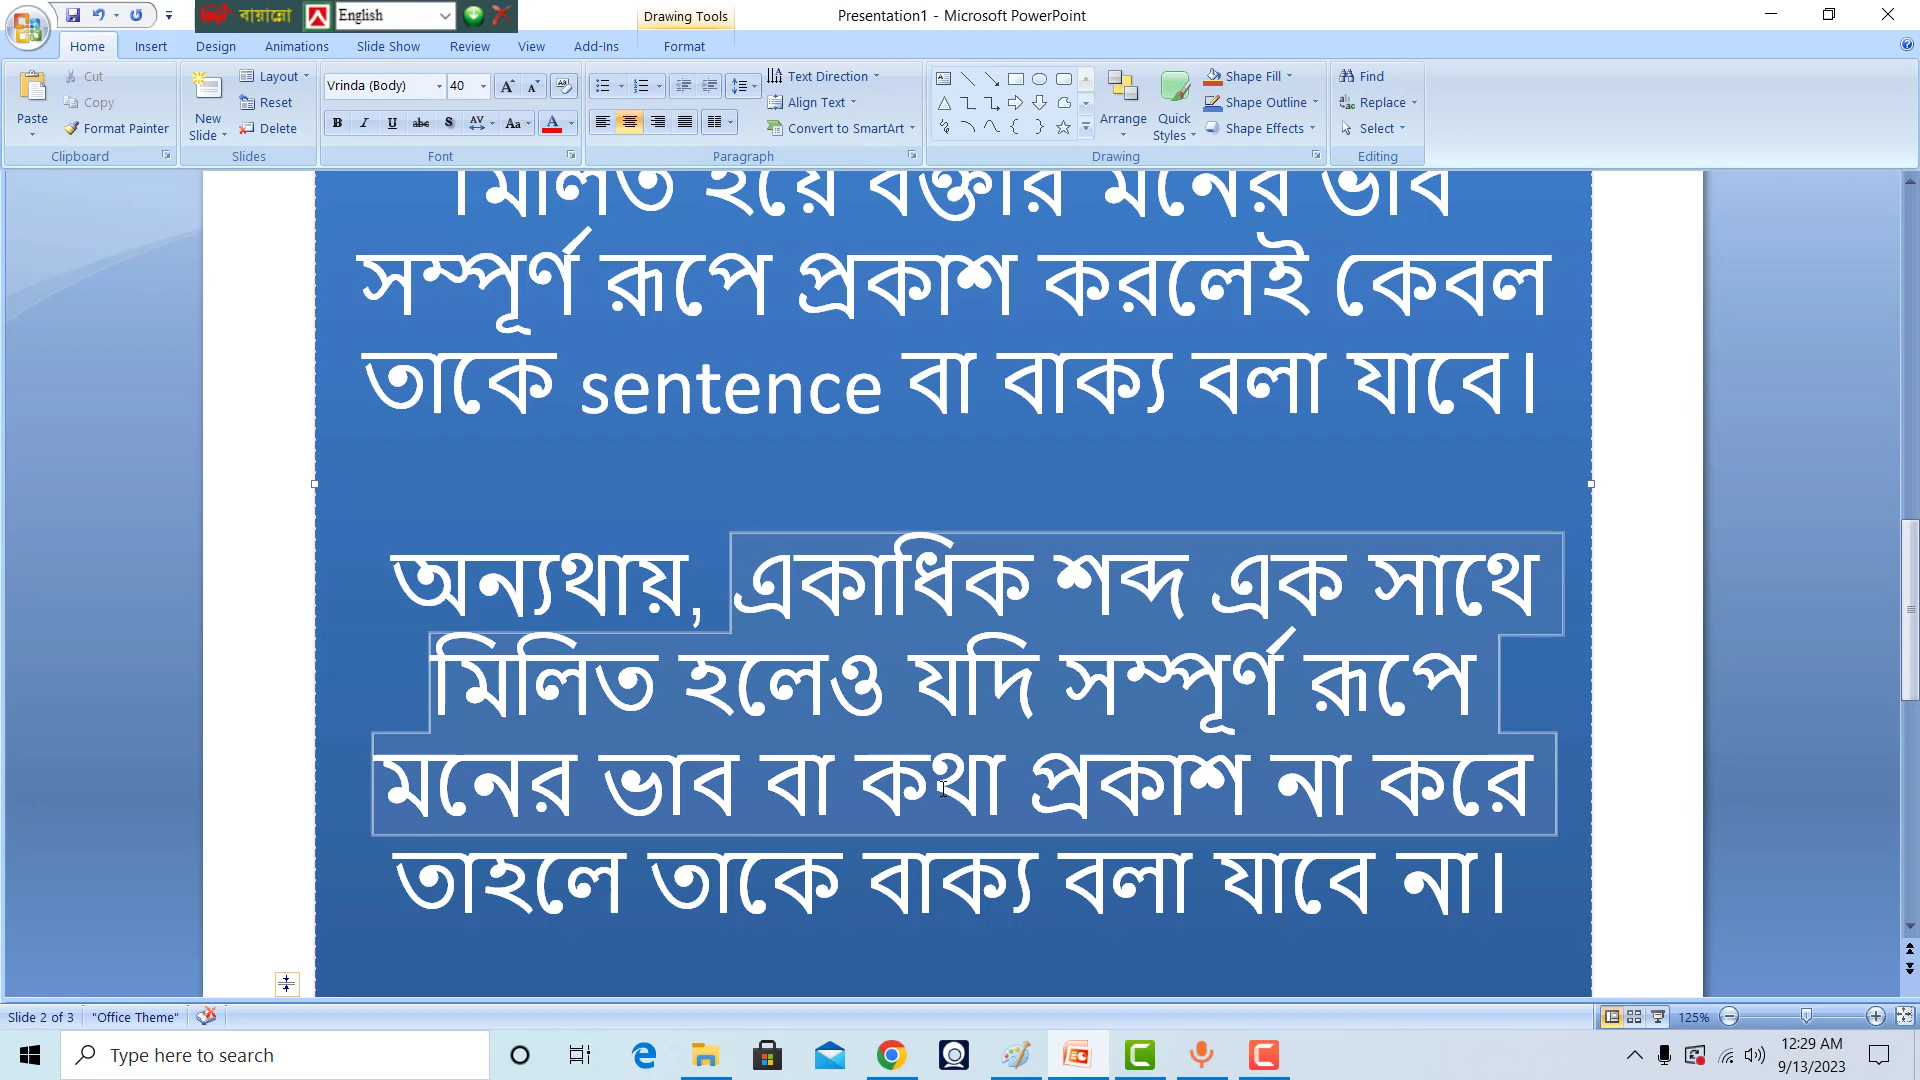 বায়ান্নো
English
Drawing Tools
Presentation1 - Microsoft PowerPoint
Home Insert Design Animations Slide Show Review View Add-Ins Format
Paste
Cut
Copy
Format Painter
Clipboard
New Slide
Layout
Reset
Delete
Slides
Vrinda (Body) 40
B I U abc S AV Aa A
Font
Text Direction
Align Text
Convert to SmartArt
Paragraph
Arrange
Quick Styles
Shape Fill
Shape Outline
Shape Effects
Drawing
Find
Replace
Select
Editing
মিলিত হয়ে বক্তার মনের ভাব
সম্পূর্ণ রূপে প্রকাশ করলেই কেবল
তাকে sentence বা বাক্য বলা যাবে।
অন্যথায়, একাধিক শব্দ এক সাথে
মিলিত হলেও যদি সম্পূর্ণ রূপে
মনের ভাব বা কথা প্রকাশ না করে
তাহলে তাকে বাক্য বলা যাবে না।
Slide 2 of 3 "Office Theme" 125%
Type here to search
12:29 AM
9/13/2023